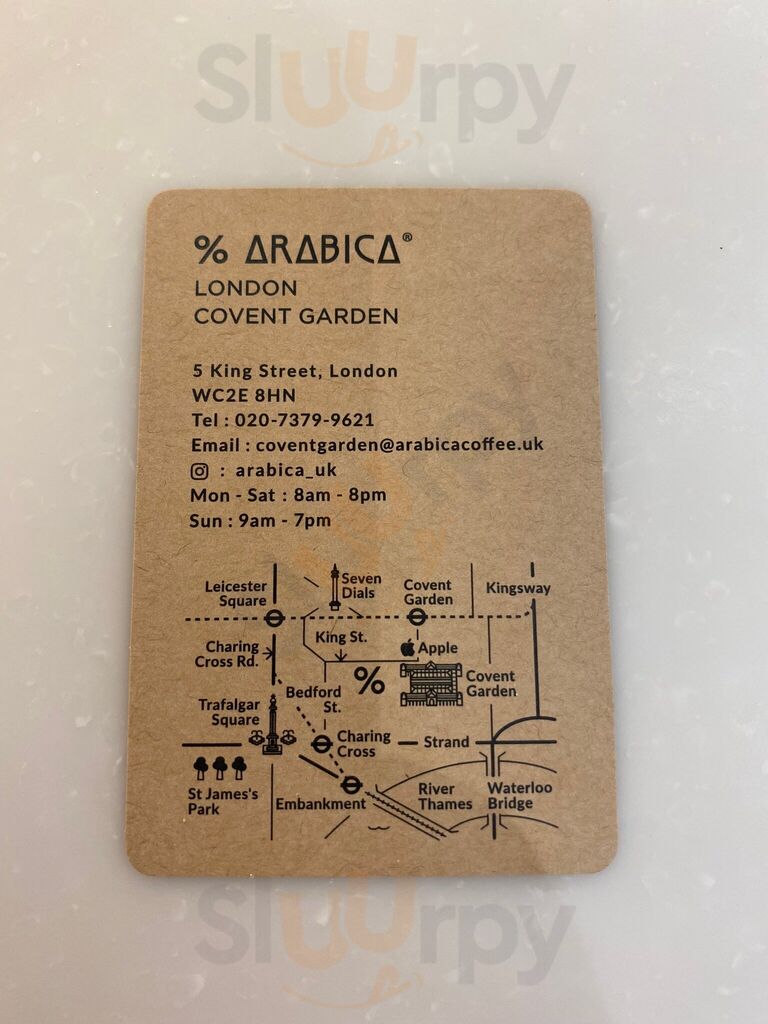 SlUUrpy
% ARABICA®
LONDON
COVENT GARDEN
5 King Street, London
WC2E 8HN
Tel : 020-7379-9621
Email : coventgarden@arabicacoffee.uk
: arabica_uk
Mon - Sat : 8am - 8pm
Sun : 9am - 7pm
Leicester
Square
Seven
Dials
Covent
Garden
Kingsway
Charing
Cross Rd.
King St.
Apple
%
Covent
Garden
Bedford
St.
Trafalgar
Square
Charing
Cross
Strand
St James's
Park
Embankment
River
Thames
Waterloo
Bridge
SlUUrpy